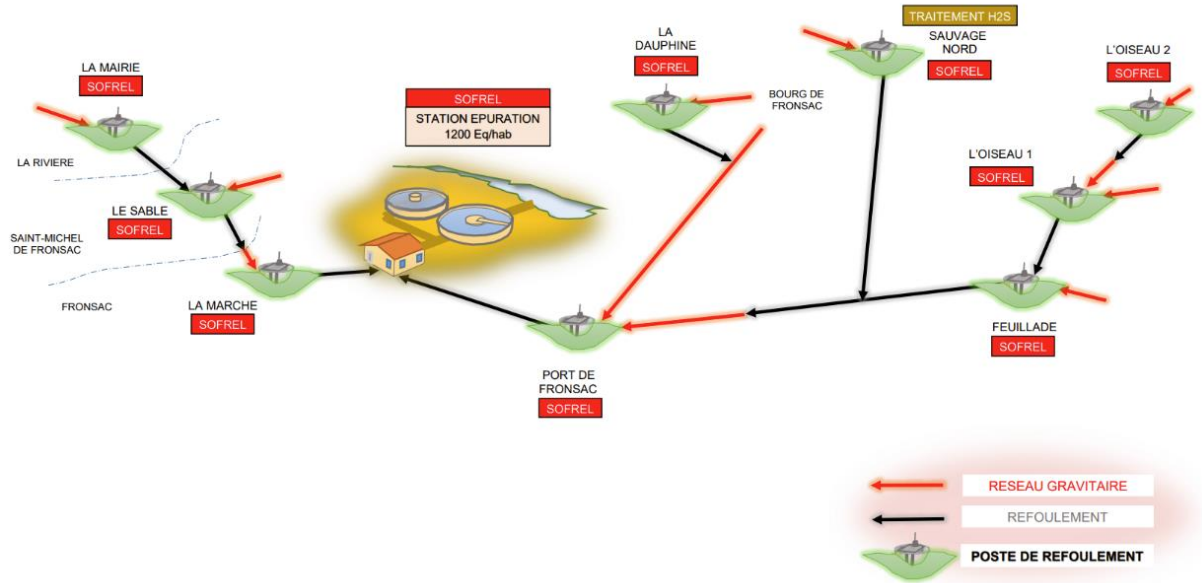 LA MAIRIE
SOFREL
LA RIVIERE
LE SABLE
SOFREL
SAINT-MICHEL
DE FRONSAC
FRONSAC
LA MARCHE
SOFREL
SOFREL
STATION EPURATION
1200 Eq/hab
PORT DE
FRONSAC
SOFREL
LA
DAUPHINE
SOFREL
BOURG DE
FRONSAC
TRAITEMENT H2S
SAUVAGE
NORD
SOFREL
L'OISEAU 2
SOFREL
L'OISEAU 1
SOFREL
FEUILLADE
SOFREL
RESEAU GRAVITAIRE
REFOULEMENT
POSTE DE REFOULEMENT